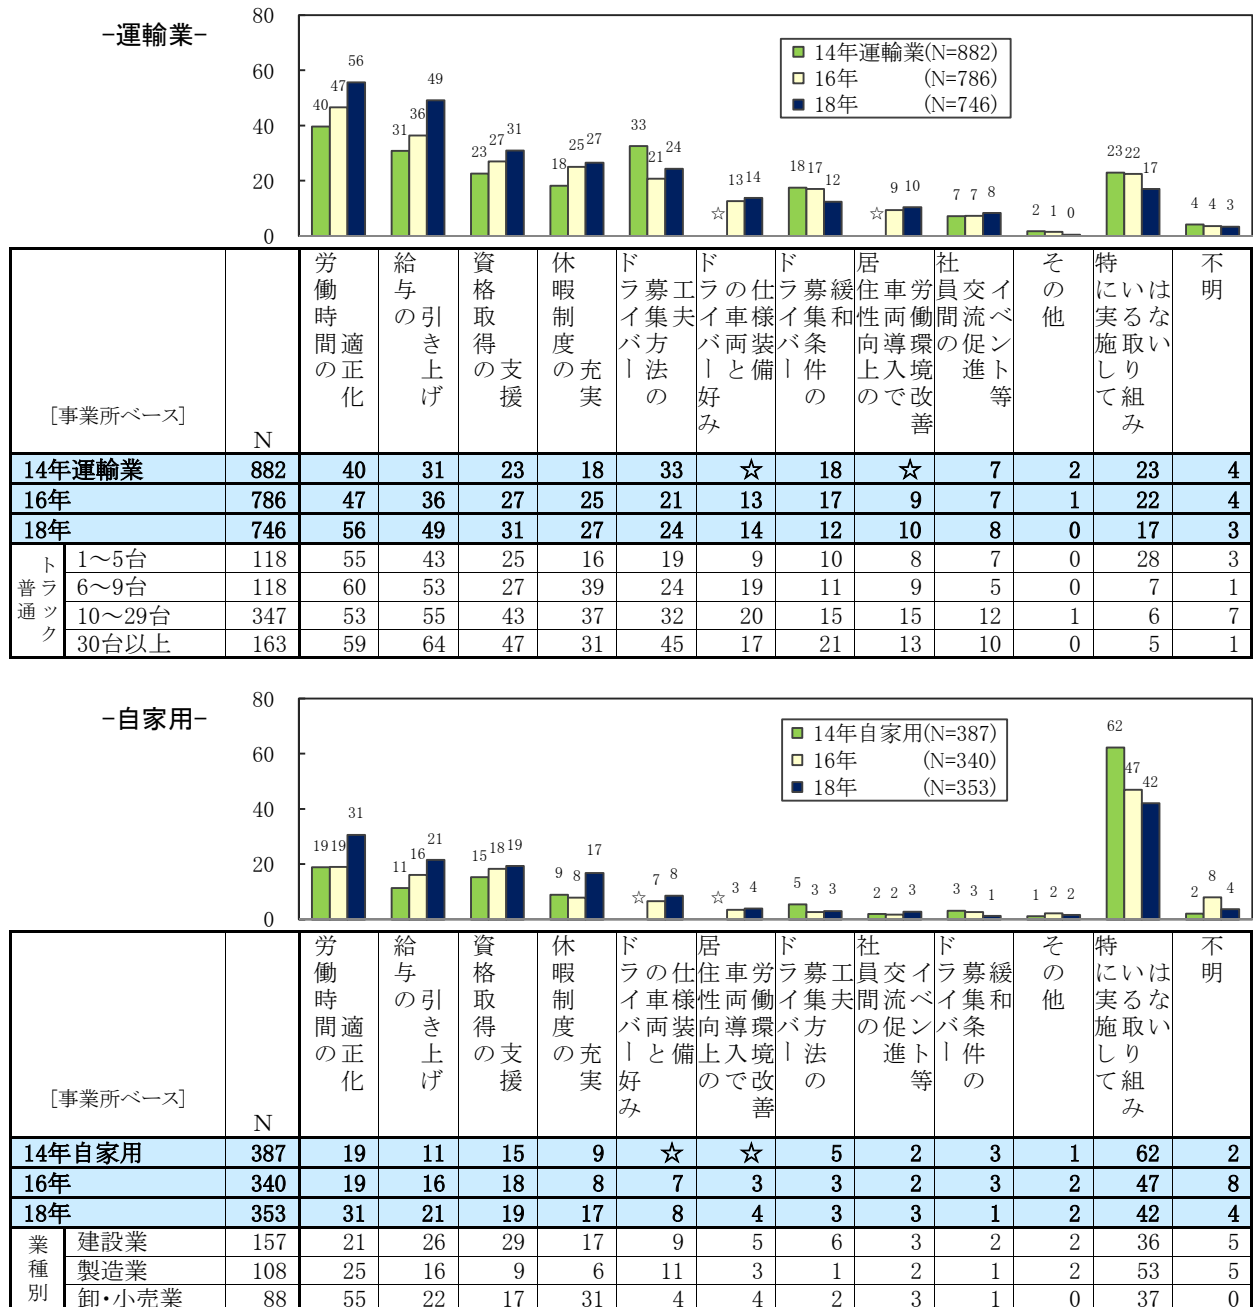 -運輸業-
80
60
40
20
0
14年運輸業(N=882)
16年 (N=786)
18年 (N=746)
40 47 56
31 36 49
23 27 31
18 25 27
33 21 24
☆ 13 14
18 17 12
☆ 9 10
7 7 8
2 1 0
23 22 17
4 4 3
[事業所ベース]
N
労働時間の適正化
給与の引き上げ
資格取得の支援
休暇制度の充実
ドライバー募集方法の工夫
ドライバー好みの車両と仕様装備
ドライバー募集条件の緩和
居住性向上の車両導入で労働環境改善
社員間の交流促進イベント等
その他
特に実施している取り組みはない
不明
14年運輸業 882 40 31 23 18 33 ☆ 18 ☆ 7 2 23 4
16年 786 47 36 27 25 21 13 17 9 7 1 22 4
18年 746 56 49 31 27 24 14 12 10 8 0 17 3
普通トラック
1～5台 118 55 43 25 16 19 9 10 8 7 0 28 3
6～9台 118 60 53 27 39 24 19 11 9 5 0 7 1
10～29台 347 53 55 43 37 32 20 15 15 12 1 6 7
30台以上 163 59 64 47 31 45 17 21 13 10 0 5 1
-自家用-
80
60
40
20
0
14年自家用(N=387)
16年 (N=340)
18年 (N=353)
19 19 31
11 16 21
15 18 19
9 8 17
☆ 7 8
☆ 3 4
5 3 3
2 2 3
3 3 1
1 2 2
62 47 42
2 8 4
[事業所ベース]
N
労働時間の適正化
給与の引き上げ
資格取得の支援
休暇制度の充実
ドライバー好みの車両と仕様装備
居住性向上の車両導入で労働環境改善
ドライバー募集方法の工夫
社員間の交流促進イベント等
ドライバー募集条件の緩和
その他
特に実施している取り組みはない
不明
14年自家用 387 19 11 15 9 ☆ ☆ 5 2 3 1 62 2
16年 340 19 16 18 8 7 3 3 2 3 2 47 8
18年 353 31 21 19 17 8 4 3 3 1 2 42 4
業種別
建設業 157 21 26 29 17 9 5 6 3 2 2 36 5
製造業 108 25 16 9 6 11 3 1 2 1 2 53 5
卸・小売業 88 55 22 17 31 4 4 2 3 1 0 37 0